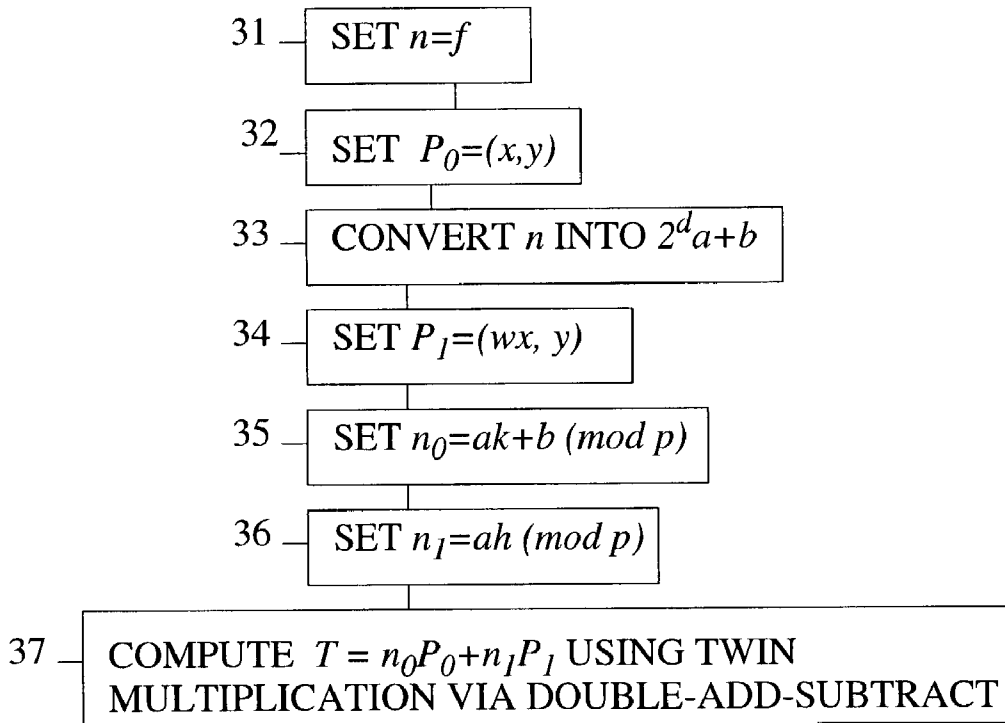 31 SET n=f
32 SET P₀=(x,y)
33 CONVERT n INTO 2ᵈa+b
34 SET P₁=(wx, y)
35 SET n₀=ak+b (mod p)
36 SET n₁=ah (mod p)
37 COMPUTE T = n₀P₀+n₁P₁ USING TWIN
MULTIPLICATION VIA DOUBLE-ADD-SUBTRACT